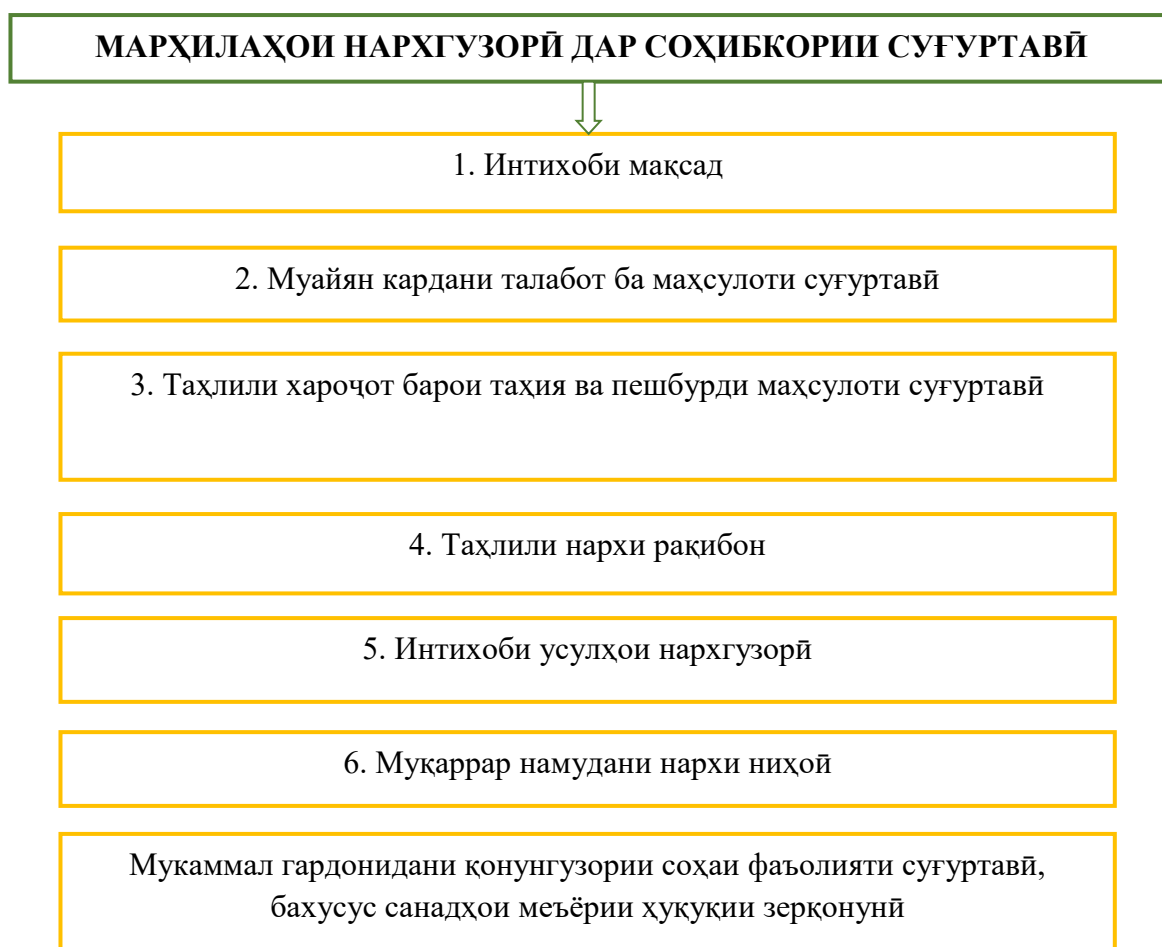 МАРҲИЛАҲОИ НАРХГУЗОРӢ ДАР СОҲИБКОРИИ СУҒУРТАВӢ
1. Интихоби мақсад
2. Муайян кардани талабот ба маҳсулоти суғуртавӣ
3. Таҳлили хароҷот барои таҳия ва пешбурди маҳсулоти суғуртавӣ
4. Таҳлили нархи рақибон
5. Интихоби усулҳои нархгузорӣ
6. Муқаррар намудани нархи ниҳоӣ
Мукаммал гардонидани қонунгузории соҳаи фаъолияти суғуртавӣ,
бахусус санадҳои меъёрии ҳуқуқии зерқонунӣ